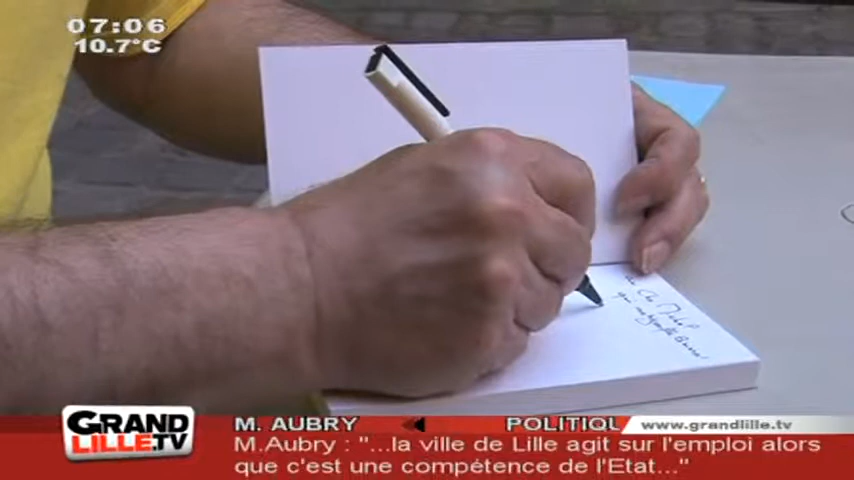 07:06
10.7°C
GRAND
LILLE.TV
M. AUBRY
POLITIQU
www.grandlille.tv
M.Aubry : "...la ville de Lille agit sur l'emploi alors
que c'est une compétence de l'Etat..."